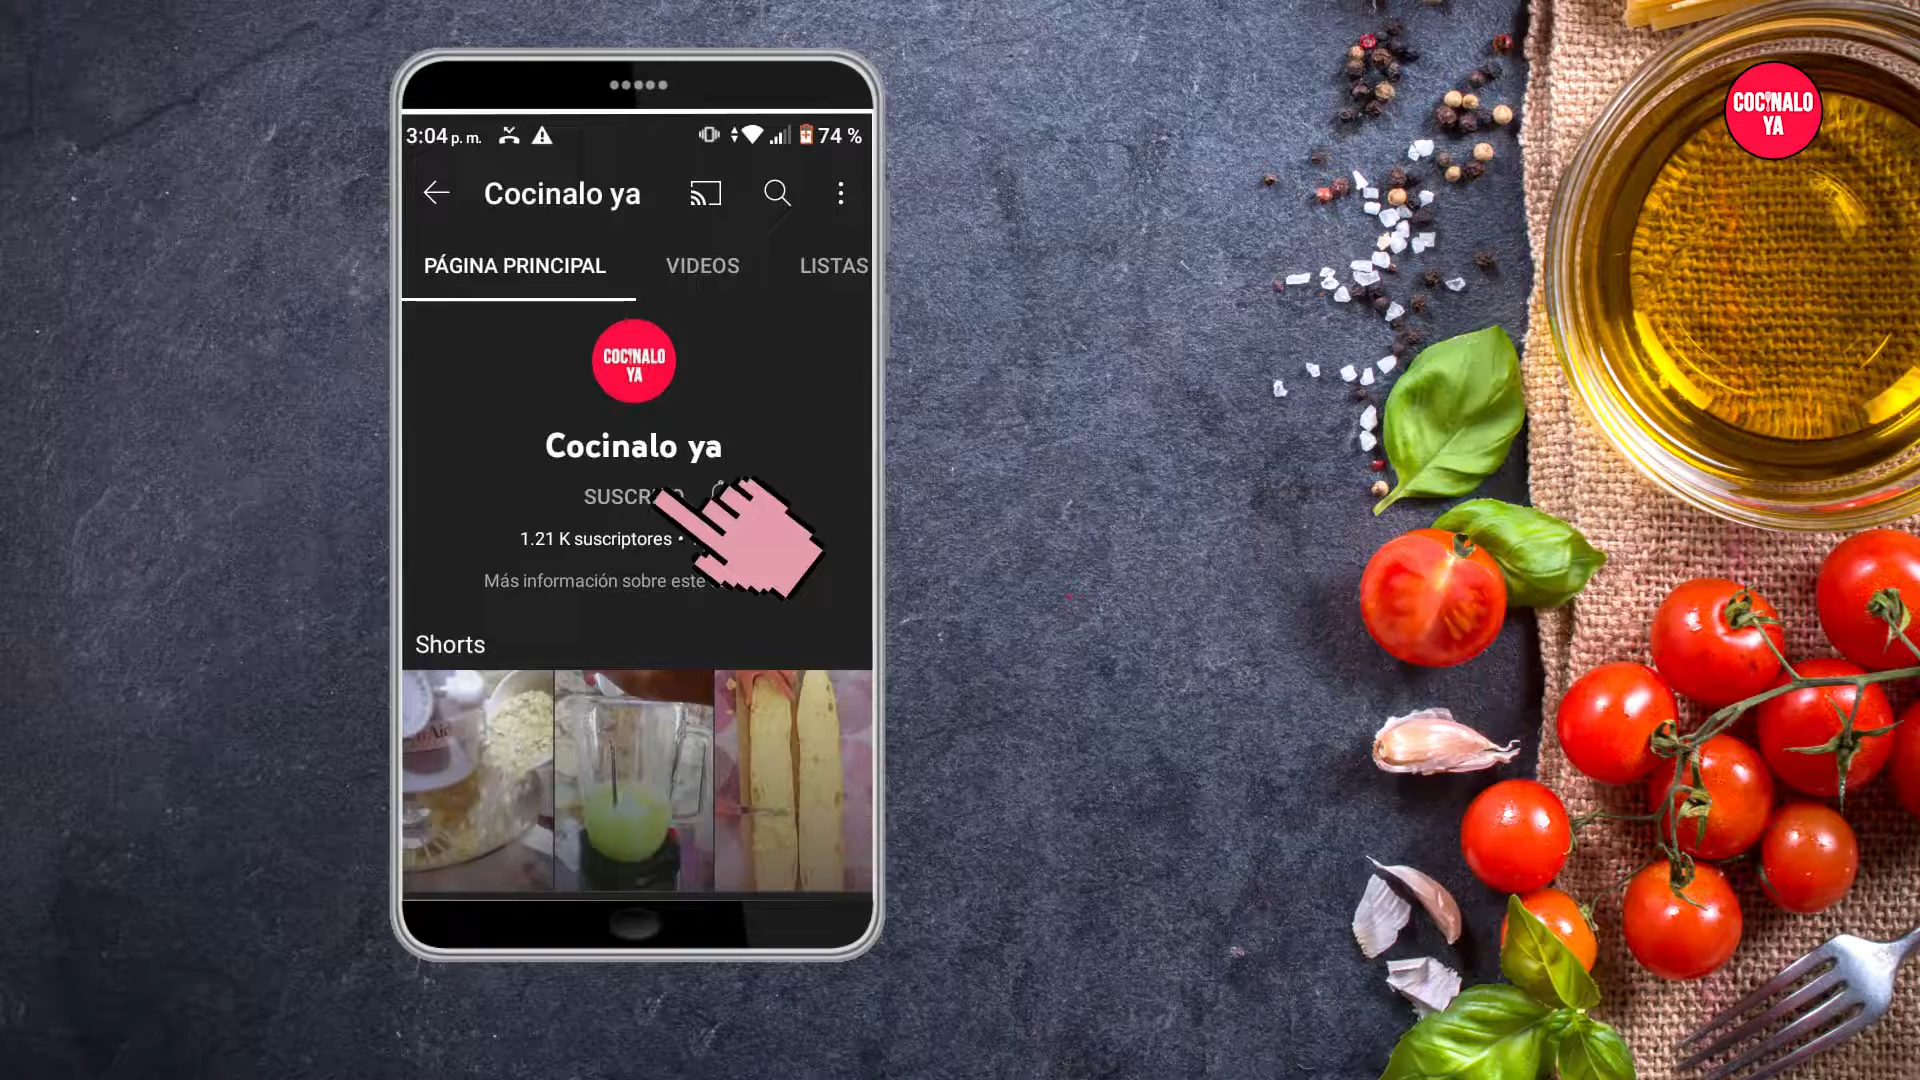 3:04 p. m.
74 %
Cocinalo ya
PÁGINA PRINCIPAL
VIDEOS
LISTAS
COCINALO
YA
Cocinalo ya
1.21 K suscriptores •
Más información sobre este
Shorts
COCINALO
YA